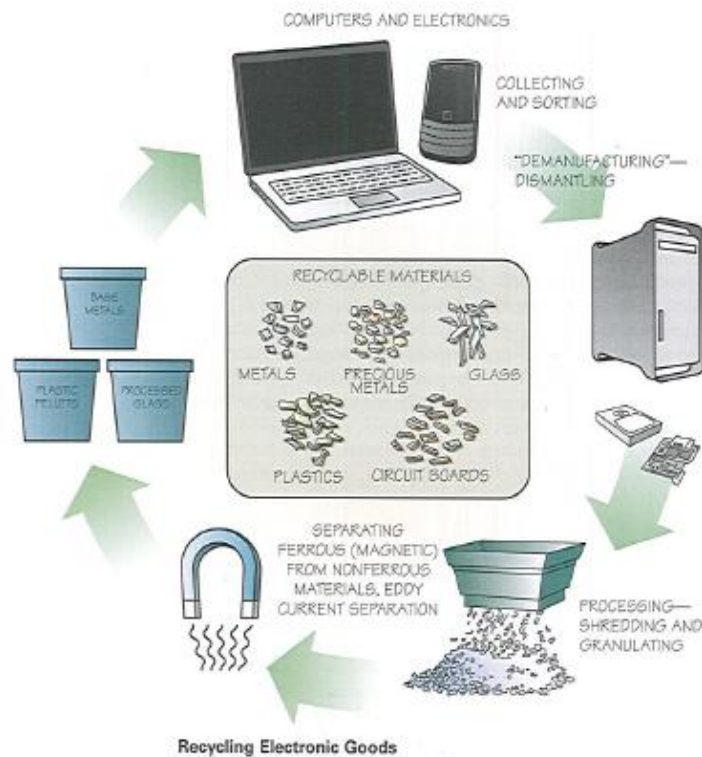 COMPUTERS AND ELECTRONICS
COLLECTING
AND SORTING
"DEMANUFACTURING"—
DISMANTLING
RECYCLABLE MATERIALS
METALS
PRECIOUS
METALS
GLASS
PLASTICS
CIRCUIT BOARDS
BASE
METALS
PLASTIC
PELLETS
PROCESSED
GLASS
SEPARATING
FERROUS (MAGNETIC)
FROM NONFERROUS
MATERIALS, EDDY
CURRENT SEPARATION
PROCESSING—
SHREDDING AND
GRANULATING
Recycling Electronic Goods